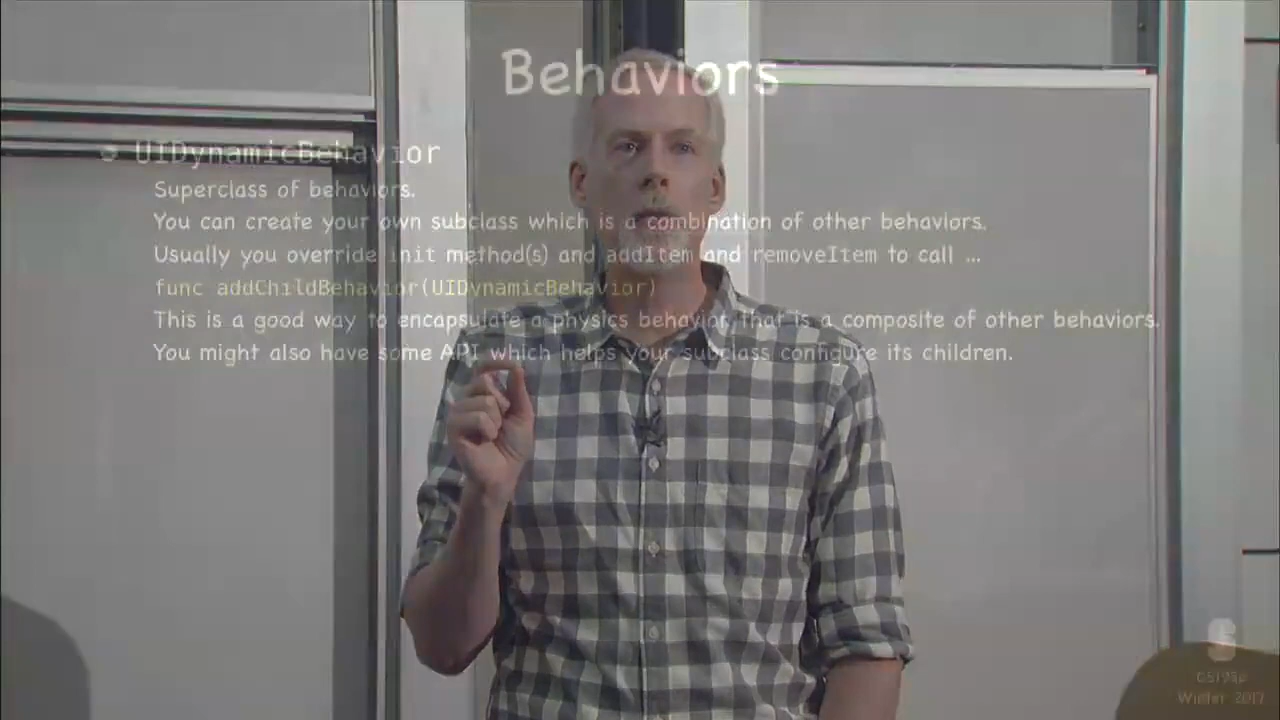 Behaviors
UIDynamicBehavior
Superclass of behaviors.
You can create your own subclass which is a combination of other behaviors.
Usually you override init method(s) and addItem and removeItem to call ...
func addChildBehavior(UIDynamicBehavior)
This is a good way to encapsulate a physics behavior that is a composite of other behaviors.
You might also have some API which helps your subclass configure its children.
CS193p
Winter 2017